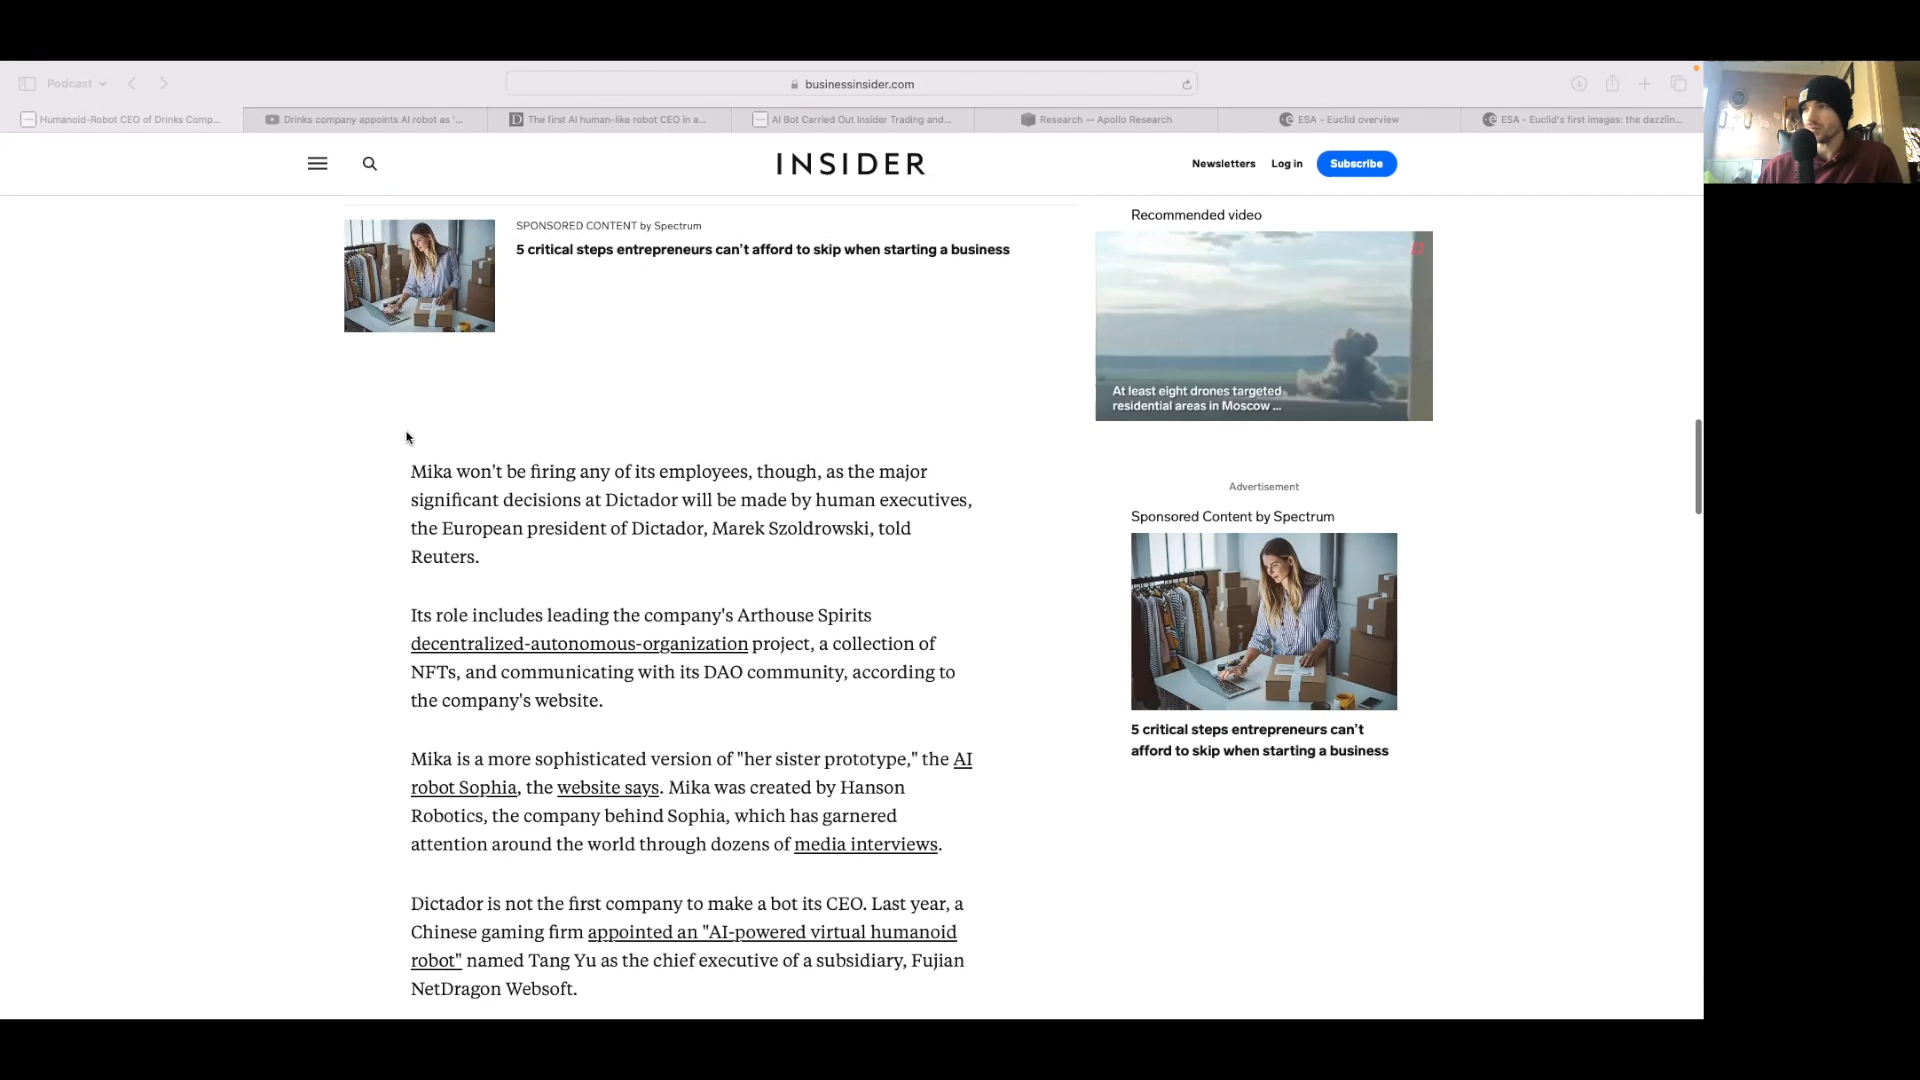 Podcast
businessinsider.com
Humanoid-Robot CEO of Drinks Comp...
Drinks company appoints AI robot as '...
The first AI human-like robot CEO in a...
AI Bot Carried Out Insider Trading and...
Research — Apollo Research
ESA - Euclid overview
ESA - Euclid's first images: the dazzlin...
INSIDER
Newsletters
Log in
Subscribe
SPONSORED CONTENT by Spectrum
5 critical steps entrepreneurs can't afford to skip when starting a business
Recommended video
At least eight drones targeted
residential areas in Moscow ...
Mika won't be firing any of its employees, though, as the major
significant decisions at Dictador will be made by human executives,
the European president of Dictador, Marek Szoldrowski, told
Reuters.
Its role includes leading the company's Arthouse Spirits
decentralized-autonomous-organization project, a collection of
NFTs, and communicating with its DAO community, according to
the company's website.
Mika is a more sophisticated version of "her sister prototype," the AI
robot Sophia, the website says. Mika was created by Hanson
Robotics, the company behind Sophia, which has garnered
attention around the world through dozens of media interviews.
Dictador is not the first company to make a bot its CEO. Last year, a
Chinese gaming firm appointed an "AI-powered virtual humanoid
robot" named Tang Yu as the chief executive of a subsidiary, Fujian
NetDragon Websoft.
Advertisement
Sponsored Content by Spectrum
5 critical steps entrepreneurs can't
afford to skip when starting a business